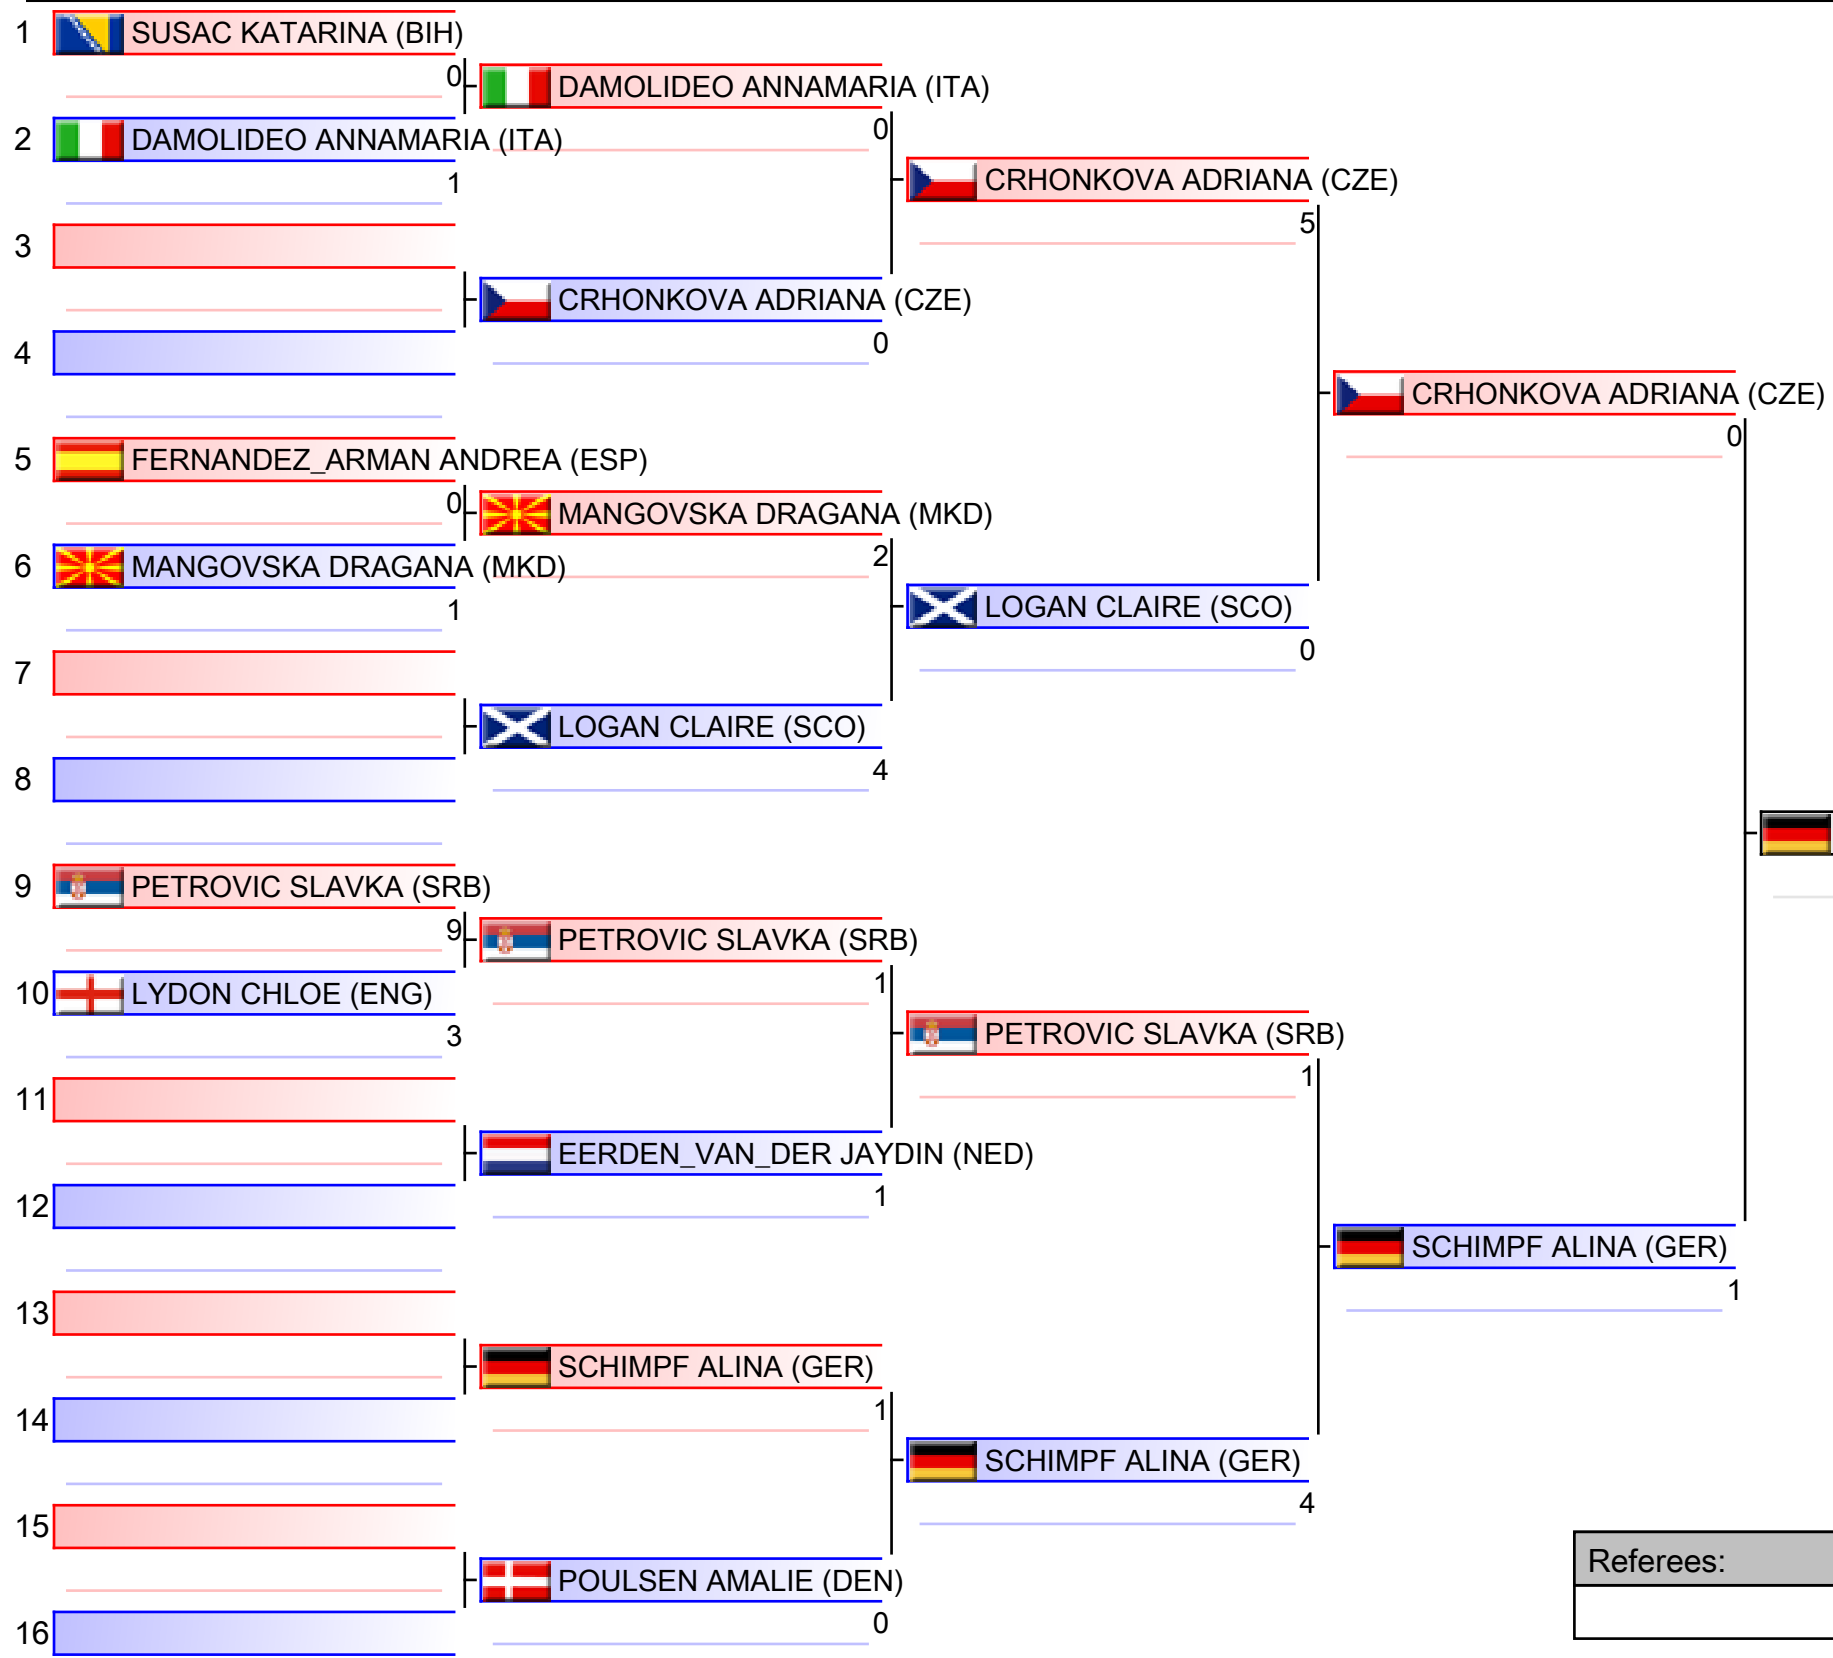 1 SUSAC KATARINA (BIH)
0
DAMOLIDEO ANNAMARIA (ITA)
0
2 DAMOLIDEO ANNAMARIA (ITA)
1
CRHONKOVA ADRIANA (CZE)
5
3
CRHONKOVA ADRIANA (CZE)
0
4
CRHONKOVA ADRIANA (CZE)
0
5 FERNANDEZ_ARMAN ANDREA (ESP)
0
MANGOVSKA DRAGANA (MKD)
2
6 MANGOVSKA DRAGANA (MKD)
1
LOGAN CLAIRE (SCO)
0
7
LOGAN CLAIRE (SCO)
4
8
9 PETROVIC SLAVKA (SRB)
9
PETROVIC SLAVKA (SRB)
1
10 LYDON CHLOE (ENG)
3
PETROVIC SLAVKA (SRB)
1
11
EERDEN_VAN_DER JAYDIN (NED)
1
12
SCHIMPF ALINA (GER)
1
13
SCHIMPF ALINA (GER)
1
14
SCHIMPF ALINA (GER)
4
15
POULSEN AMALIE (DEN)
0
16
Referees: